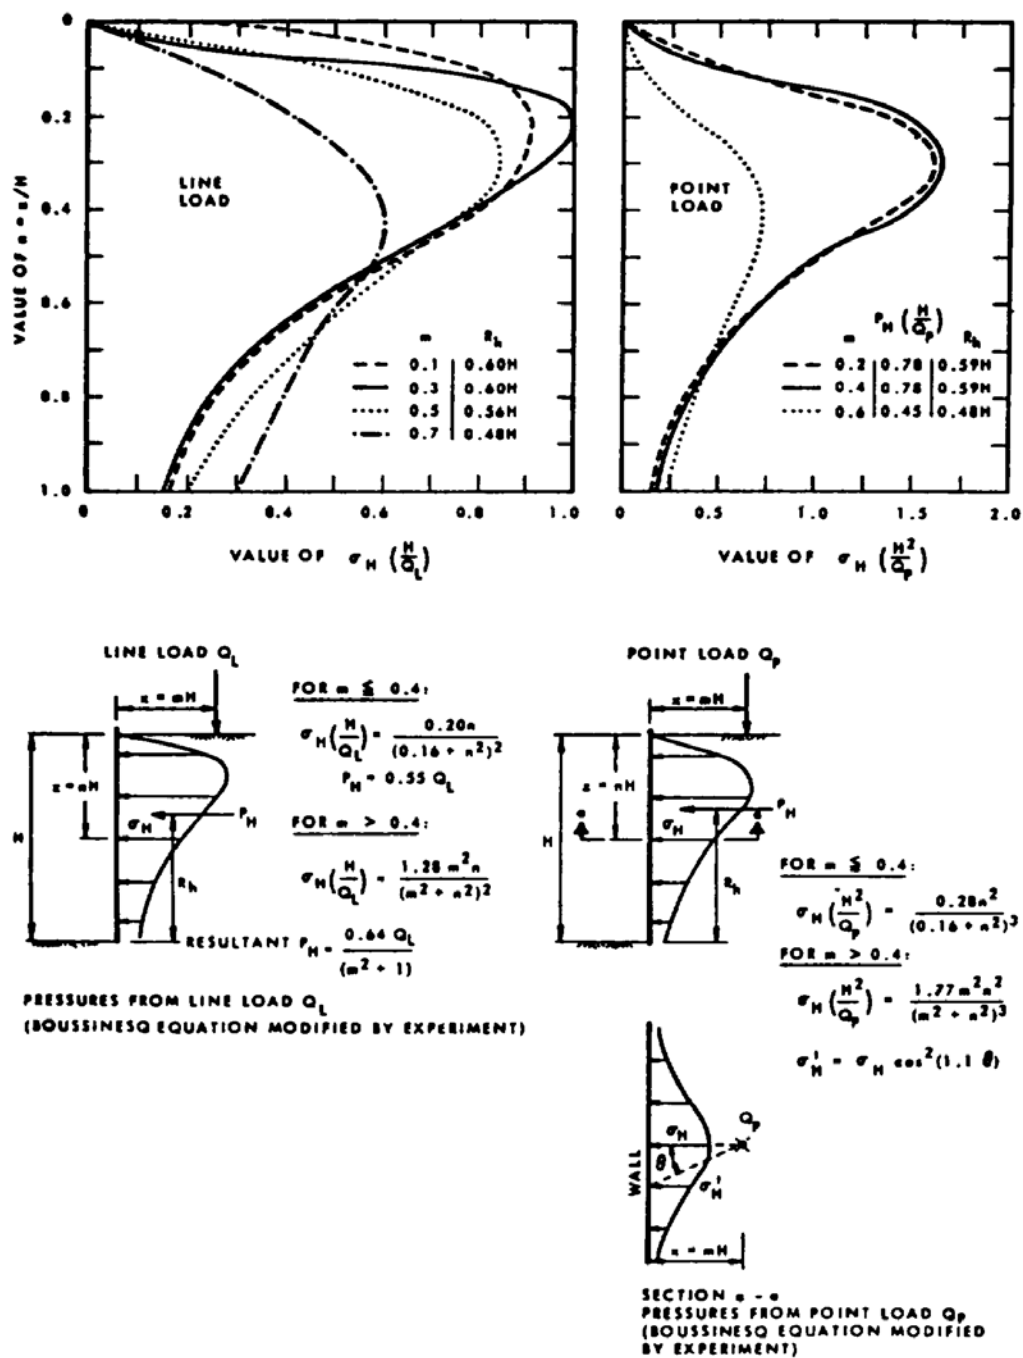 0
0.2
0.4
0.6
0.8
1.0
VALUE OF n = z/H
LINE
LOAD
m R_h
0.1 0.60H
0.3 0.60H
0.5 0.56H
0.7 0.48H
0 0.2 0.4 0.6 0.8 1.0
VALUE OF σ_H (H/Q_L)
POINT
LOAD
m P_H (H/Q_P) R_h
0.2 0.78 0.59H
0.4 0.78 0.59H
0.6 0.45 0.48H
0 0.5 1.0 1.5 2.0
VALUE OF σ_H (H²/Q_P)
LINE LOAD Q_L
x = mH
z = nH
H
σ_H
P_H
R_h
FOR m ≦ 0.4:
σ_H (H/Q_L) = 0.20n/(0.16 + n²)²
P_H = 0.55 Q_L
FOR m > 0.4:
σ_H (H/Q_L) = 1.28 m²n/(m² + n²)²
RESULTANT P_H = 0.64 Q_L/(m² + 1)
PRESSURES FROM LINE LOAD Q_L
(BOUSSINESQ EQUATION MODIFIED BY EXPERIMENT)
POINT LOAD Q_P
x = mH
z = nH
H
a a
σ_H
P_H
R_h
FOR m ≦ 0.4:
σ_H (H²/Q_P) = 0.28n²/(0.16 + n²)³
FOR m > 0.4:
σ_H (H²/Q_P) = 1.77m²n²/(m² + n²)³
σ'_H = σ_H cos²(1.1 θ)
WALL
σ_H
Q_P
θ
σ'_H
x = mH
SECTION a - a
PRESSURES FROM POINT LOAD Q_P
(BOUSSINESQ EQUATION MODIFIED
BY EXPERIMENT)